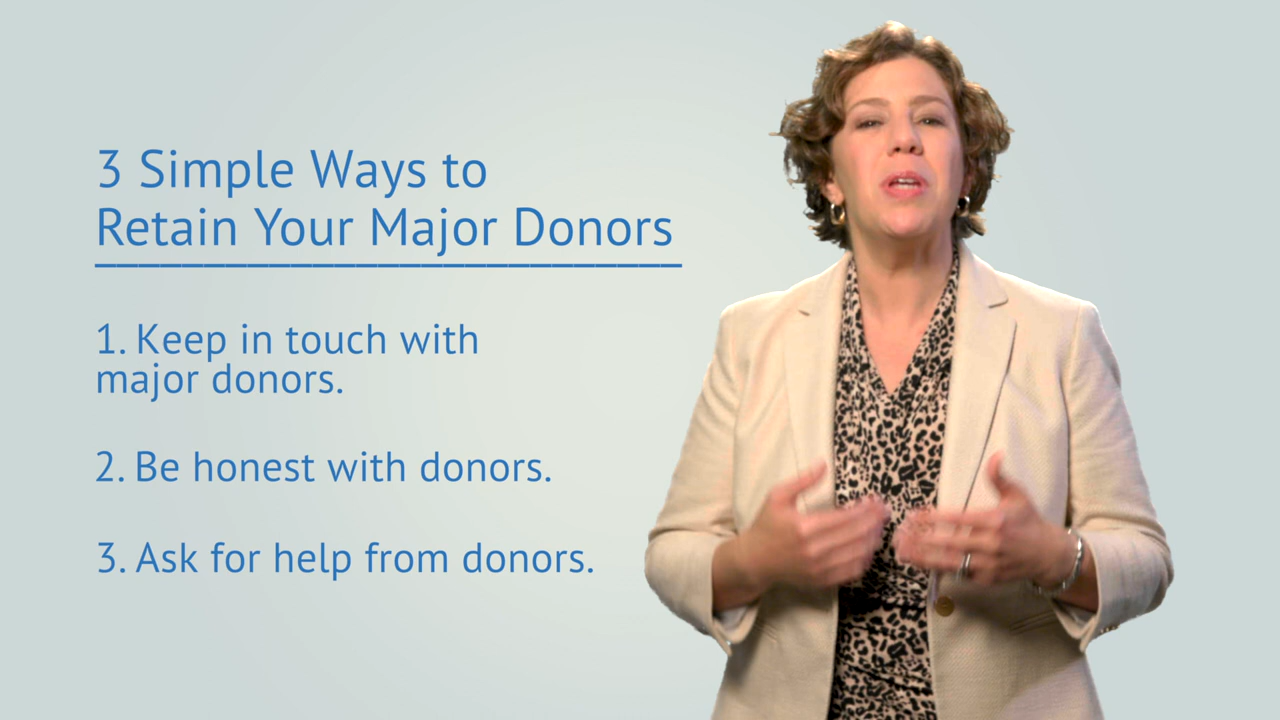 3 Simple Ways to
Retain Your Major Donors
1. Keep in touch with
major donors.
2. Be honest with donors.
3. Ask for help from donors.